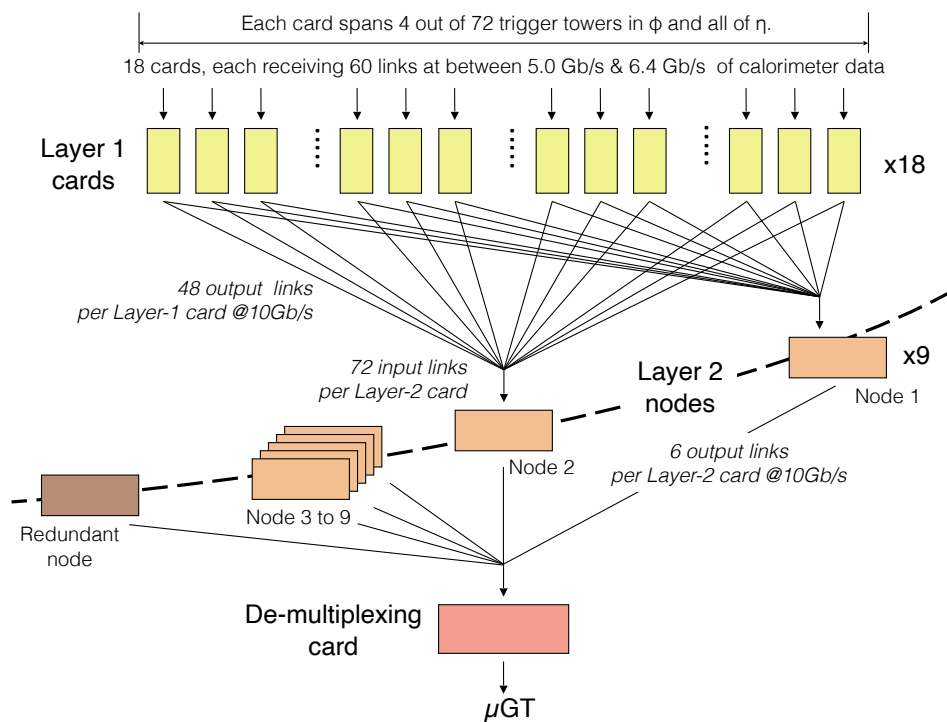 Each card spans 4 out of 72 trigger towers in ϕ and all of η.
18 cards, each receiving 60 links at between 5.0 Gb/s & 6.4 Gb/s of calorimeter data
Layer 1
cards
x18
48 output links
per Layer-1 card @10Gb/s
72 input links
per Layer-2 card
x9
Layer 2
nodes
Node 1
Node 2
6 output links
per Layer-2 card @10Gb/s
Node 3 to 9
Redundant
node
De-multiplexing
card
µGT